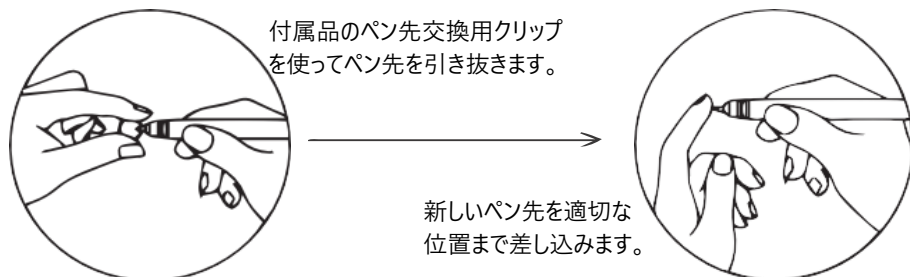 付属品のペン先交換用クリップ
を使ってペン先を引き抜きます。
新しいペン先を適切な
位置まで差し込みます。